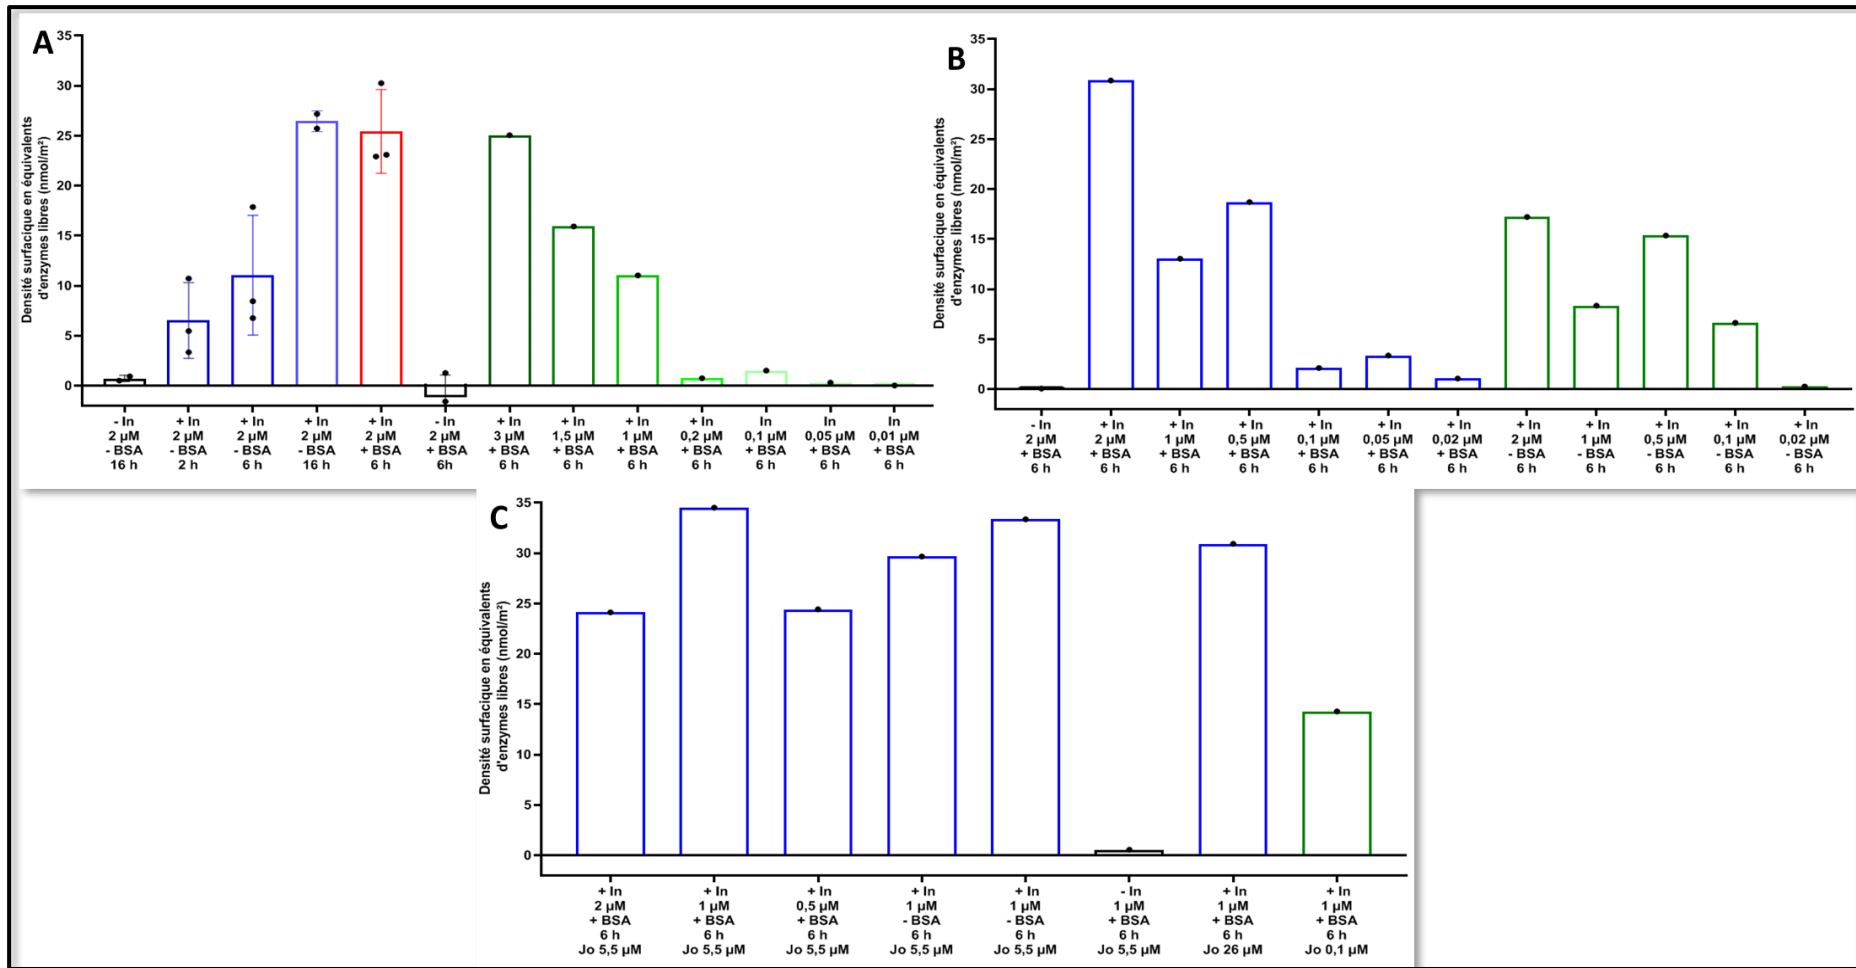 A
Densité surfacique en équivalents
d'enzymes libres (nmol/m²)
35
30
25
20
15
10
5
0
- In + In + In + In + In - In + In + In + In + In + In + In + In
2 µM 2 µM 2 µM 2 µM 2 µM 2 µM 3 µM 1,5 µM 1 µM 0,2 µM 0,1 µM 0,05 µM 0,01 µM
- BSA - BSA - BSA - BSA + BSA + BSA + BSA + BSA + BSA + BSA + BSA + BSA + BSA
16 h 2 h 6 h 16 h 6 h 6h 6 h 6 h 6 h 6 h 6 h 6 h 6 h
B
Densité surfacique en équivalents
d'enzymes libres (nmol/m²)
35
30
25
20
15
10
5
0
- In + In + In + In + In + In + In + In + In + In + In + In
2 µM 2 µM 1 µM 0,5 µM 0,1 µM 0,05 µM 0,02 µM 2 µM 1 µM 0,5 µM 0,1 µM 0,02 µM
+ BSA + BSA + BSA + BSA + BSA + BSA + BSA - BSA - BSA - BSA - BSA - BSA
6 h 6 h 6 h 6 h 6 h 6 h 6 h 6 h 6 h 6 h 6 h 6 h
C
Densité surfacique en équivalents
d'enzymes libres (nmol/m²)
35
30
25
20
15
10
5
0
+ In + In + In + In + In - In + In + In
2 µM 1 µM 0,5 µM 1 µM 1 µM 1 µM 1 µM 1 µM
+ BSA + BSA + BSA - BSA - BSA + BSA + BSA + BSA
6 h 6 h 6 h 6 h 6 h 6 h 6 h 6 h
Jo 5,5 µM Jo 5,5 µM Jo 5,5 µM Jo 5,5 µM Jo 5,5 µM Jo 5,5 µM Jo 26 µM Jo 0,1 µM